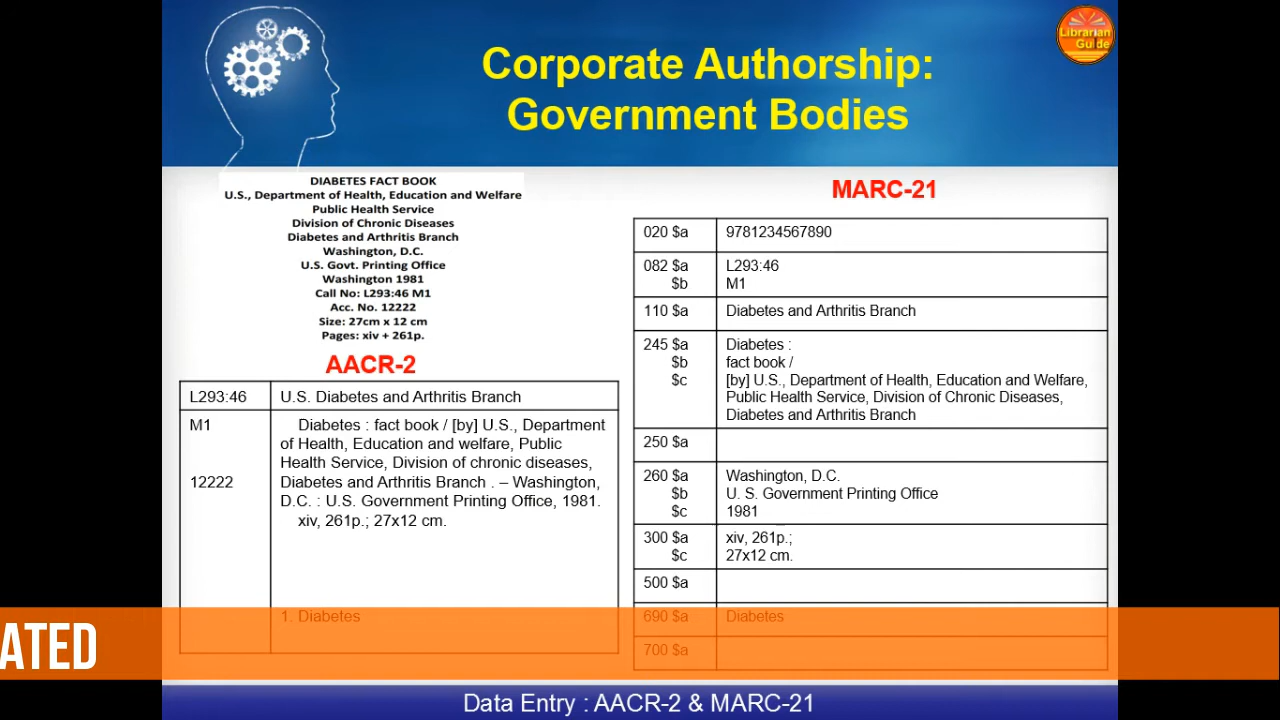 Corporate Authorship:
Government Bodies
Librarian
Guide
DIABETES FACT BOOK
U.S., Department of Health, Education and Welfare
Public Health Service
Division of Chronic Diseases
Diabetes and Arthritis Branch
Washington, D.C.
U.S. Govt. Printing Office
Washington 1981
Call No: L293:46 M1
Acc. No. 12222
Size: 27cm x 12 cm
Pages: xiv + 261p.
AACR-2
L293:46 U.S. Diabetes and Arthritis Branch
M1 Diabetes : fact book / [by] U.S., Department
of Health, Education and welfare, Public
Health Service, Division of chronic diseases,
12222 Diabetes and Arthritis Branch . – Washington,
D.C. : U.S. Government Printing Office, 1981.
xiv, 261p.; 27x12 cm.
1. Diabetes
MARC-21
020 $a 9781234567890
082 $a L293:46
$b M1
110 $a Diabetes and Arthritis Branch
245 $a Diabetes :
$b fact book /
$c [by] U.S., Department of Health, Education and Welfare,
Public Health Service, Division of Chronic Diseases,
Diabetes and Arthritis Branch
250 $a
260 $a Washington, D.C.
$b U. S. Government Printing Office
$c 1981
300 $a xiv, 261p.;
$c 27x12 cm.
500 $a
690 $a Diabetes
700 $a
ATED
Data Entry : AACR-2 & MARC-21